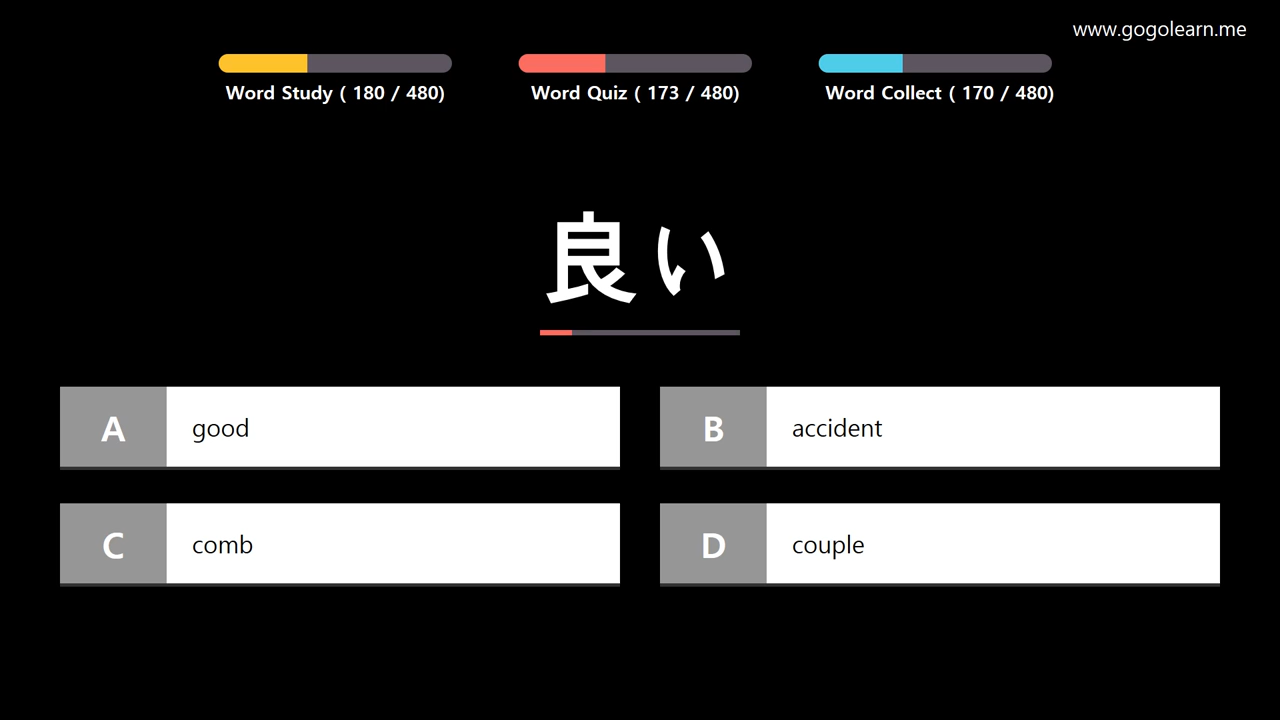 www.gogolearn.me
Word Study ( 180 / 480)
Word Quiz ( 173 / 480)
Word Collect ( 170 / 480)
良い
A good
B accident
C comb
D couple